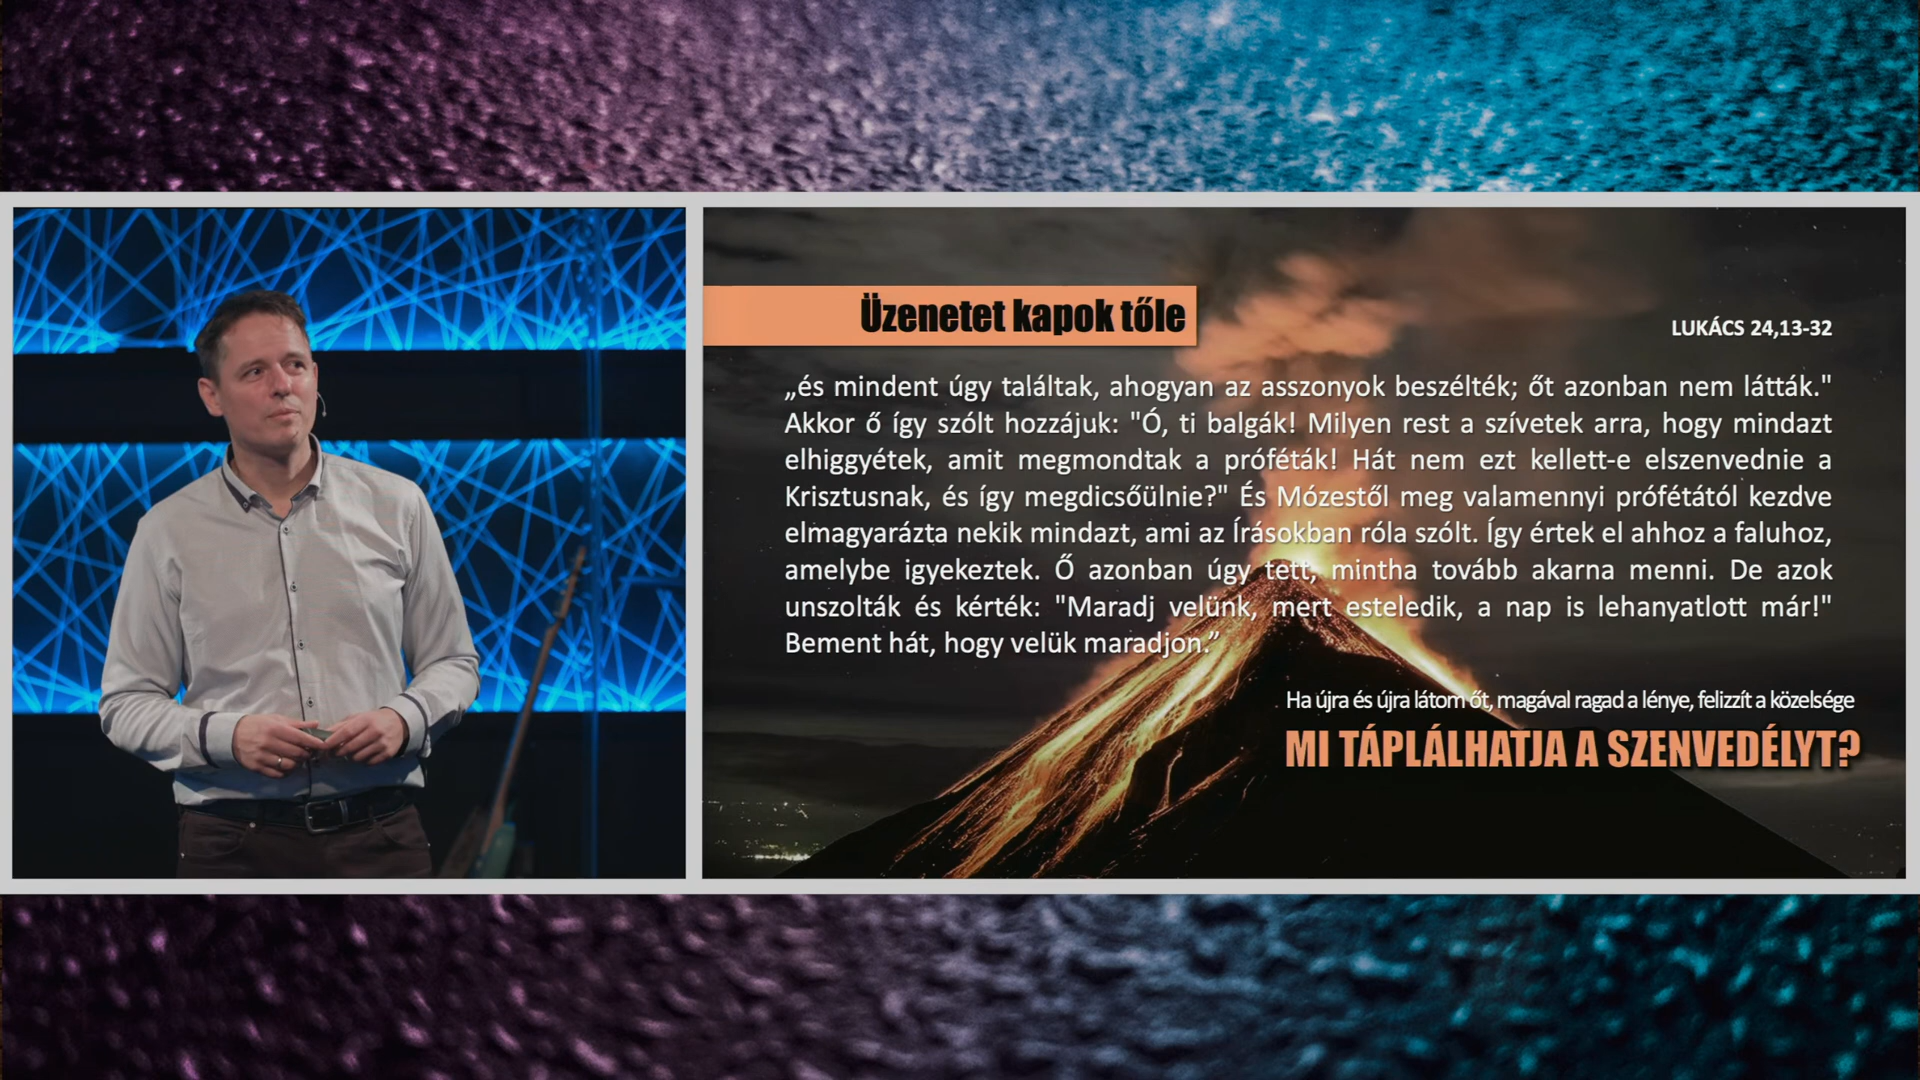 Üzenetet kapok tőle
LUKÁCS 24,13-32
„és mindent úgy találtak, ahogyan az asszonyok beszélték; őt azonban nem látták."
Akkor ő így szólt hozzájuk: "Ó, ti balgák! Milyen rest a szívetek arra, hogy mindazt
elhiggyétek, amit megmondtak a próféták! Hát nem ezt kellett-e elszenvednie a
Krisztusnak, és így megdicsőülnie?" És Mózestől meg valamennyi prófétától kezdve
elmagyarázta nekik mindazt, ami az Írásokban róla szólt. Így értek el ahhoz a faluhoz,
amelybe igyekeztek. Ő azonban úgy tett, mintha tovább akarna menni. De azok
unszolták és kérték: "Maradj velünk, mert esteledik, a nap is lehanyatlott már!"
Bement hát, hogy velük maradjon.”
Ha újra és újra látom őt, magával ragad a lénye, felizzít a közelsége
MI TÁPLÁLHATJA A SZENVEDÉLYT?